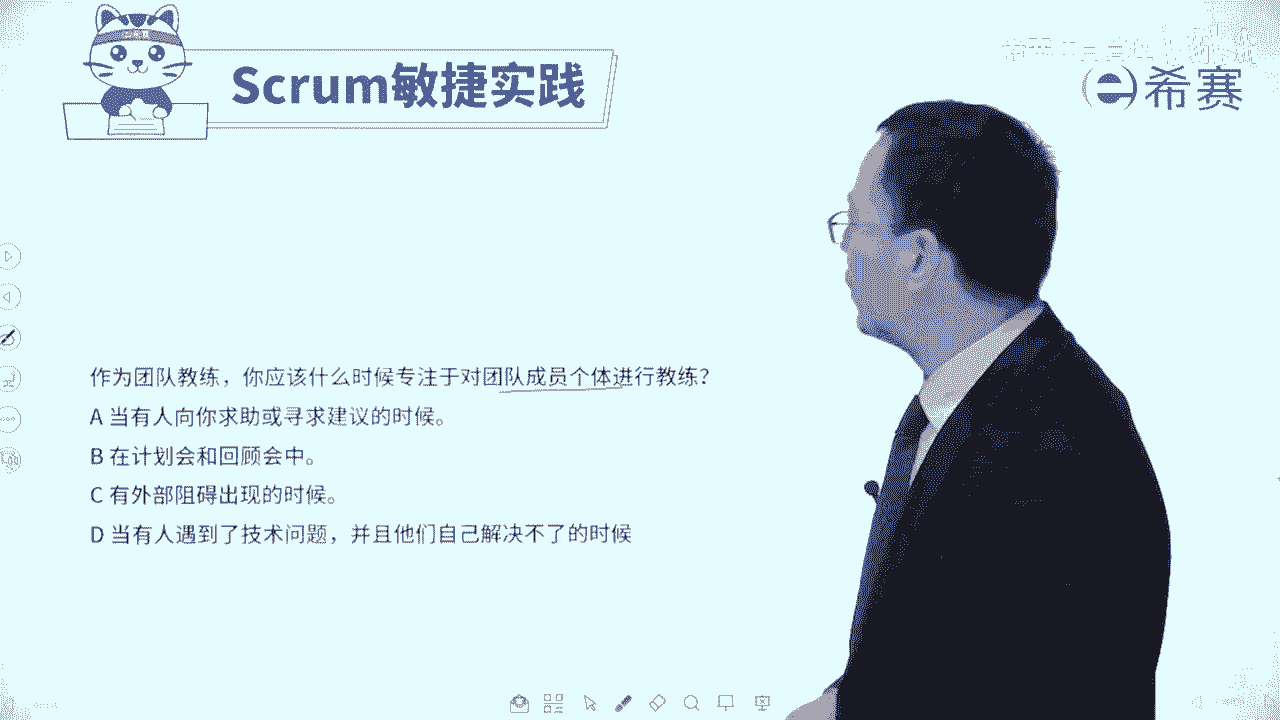 Scrum敏捷实践
希赛
作为团队教练，你应该什么时候专注于对团队成员个体进行教练？
A 当有人向你求助或寻求建议的时候。
B 在计划会和回顾会中。
C 有外部阻碍出现的时候。
D 当有人遇到了技术问题，并且他们自己解决不了的时候